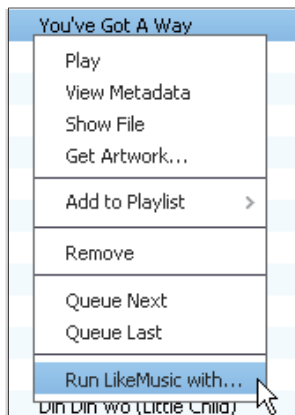 You've Got A Way
Play
View Metadata
Show File
Get Artwork...
Add to Playlist >
Remove
Queue Next
Queue Last
Run LikeMusic with...
Din Din Wo (Little Child)